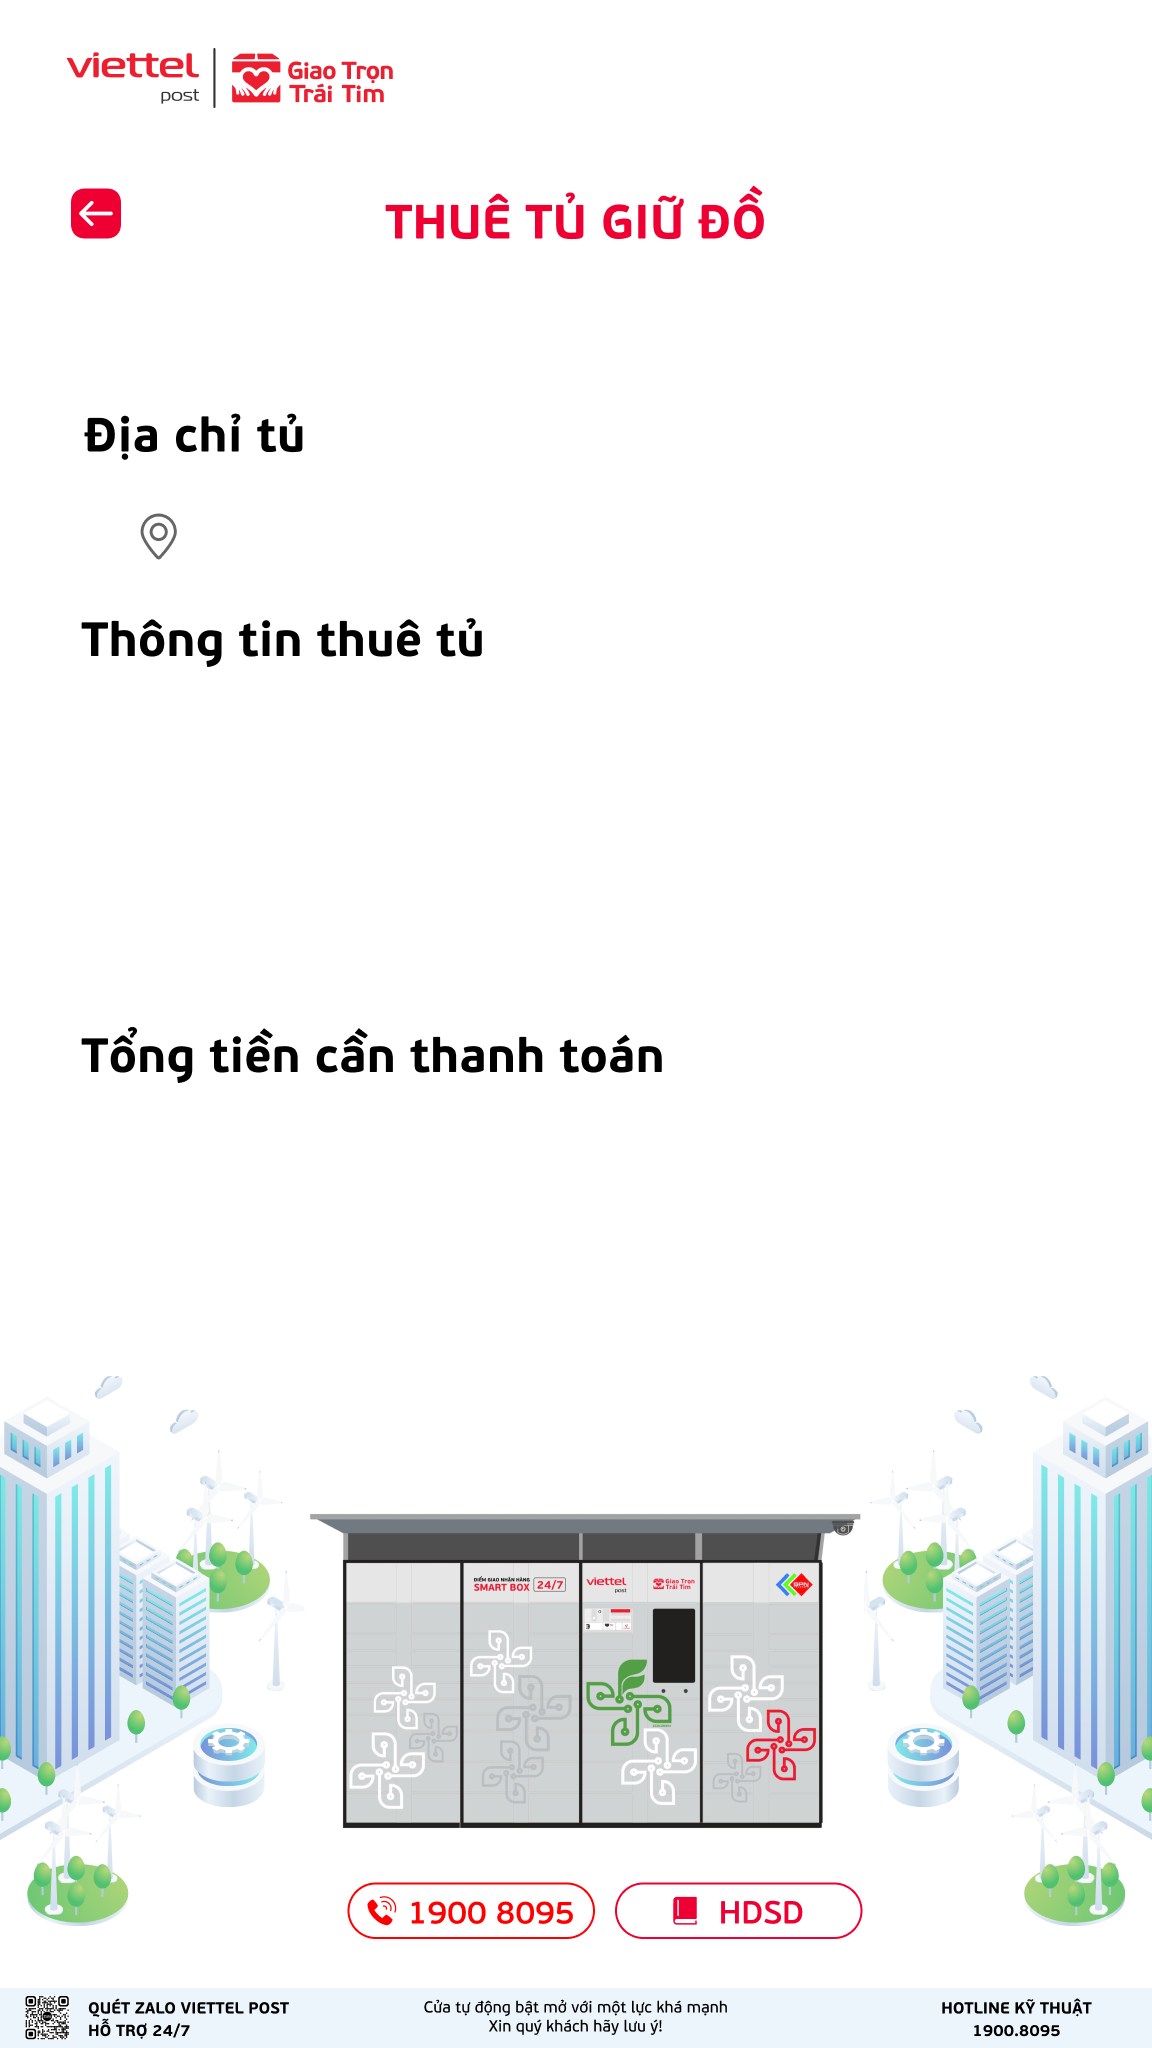 viettel
post
Giao Trọn
Trái Tim
THUÊ TỦ GIỮ ĐỒ
Địa chỉ tủ
Thông tin thuê tủ
Tổng tiền cần thanh toán
ĐIỂM GIAO NHẬN HÀNG
SMART BOX 24/7
viettel
post
Giao Trọn
Trái Tim
1900 8095
HDSD
QUÉT ZALO VIETTEL POST
HỖ TRỢ 24/7
Cửa tự động bật mở với một lực khá mạnh
Xin quý khách hãy lưu ý!
HOTLINE KỸ THUẬT
1900.8095